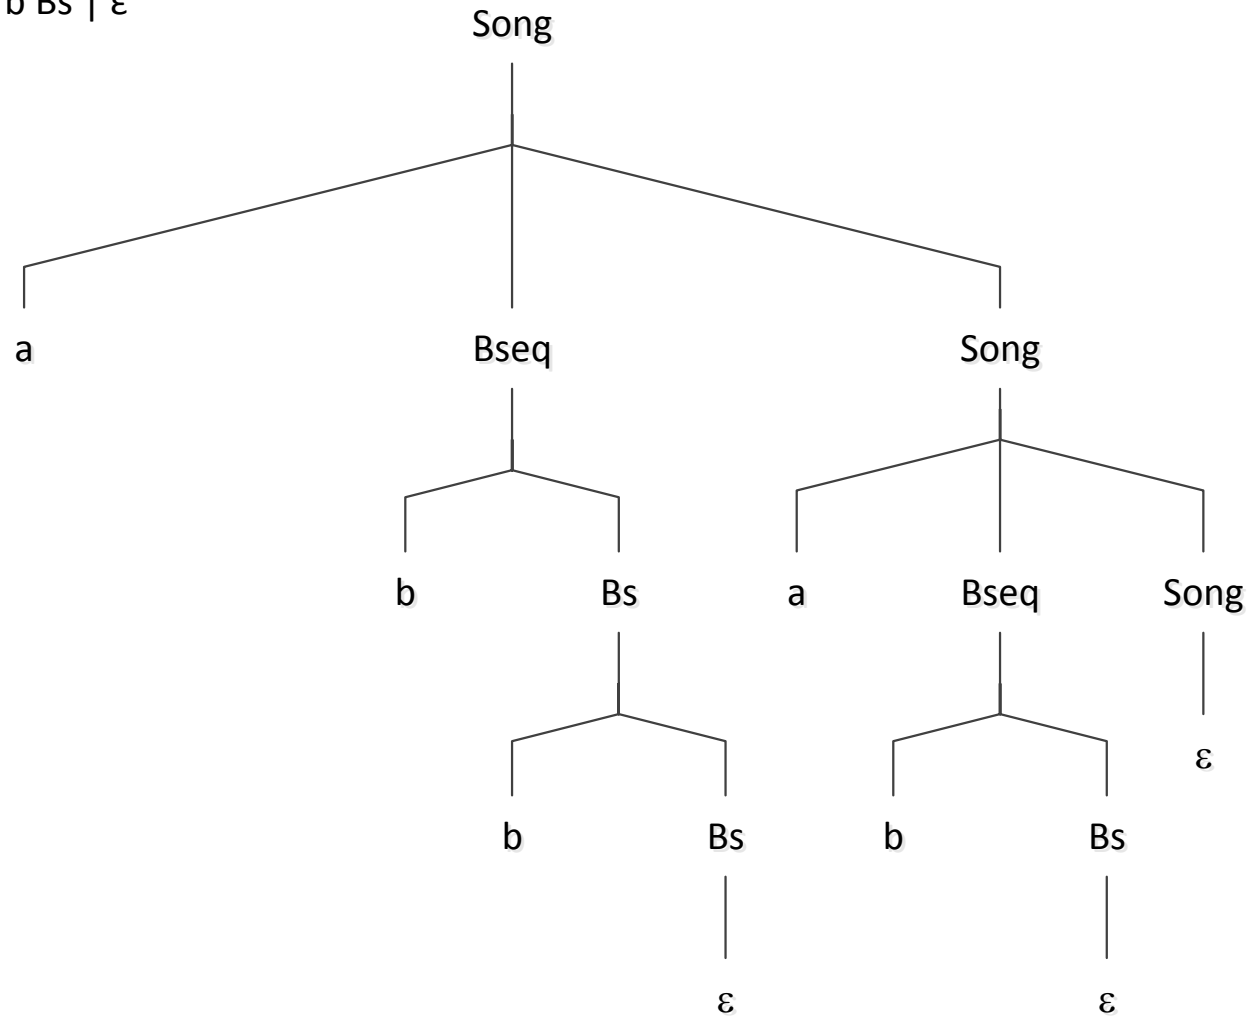 b Bs | ε
Song
a Bseq Song
b Bs a Bseq Song
ε
b Bs b Bs
ε ε